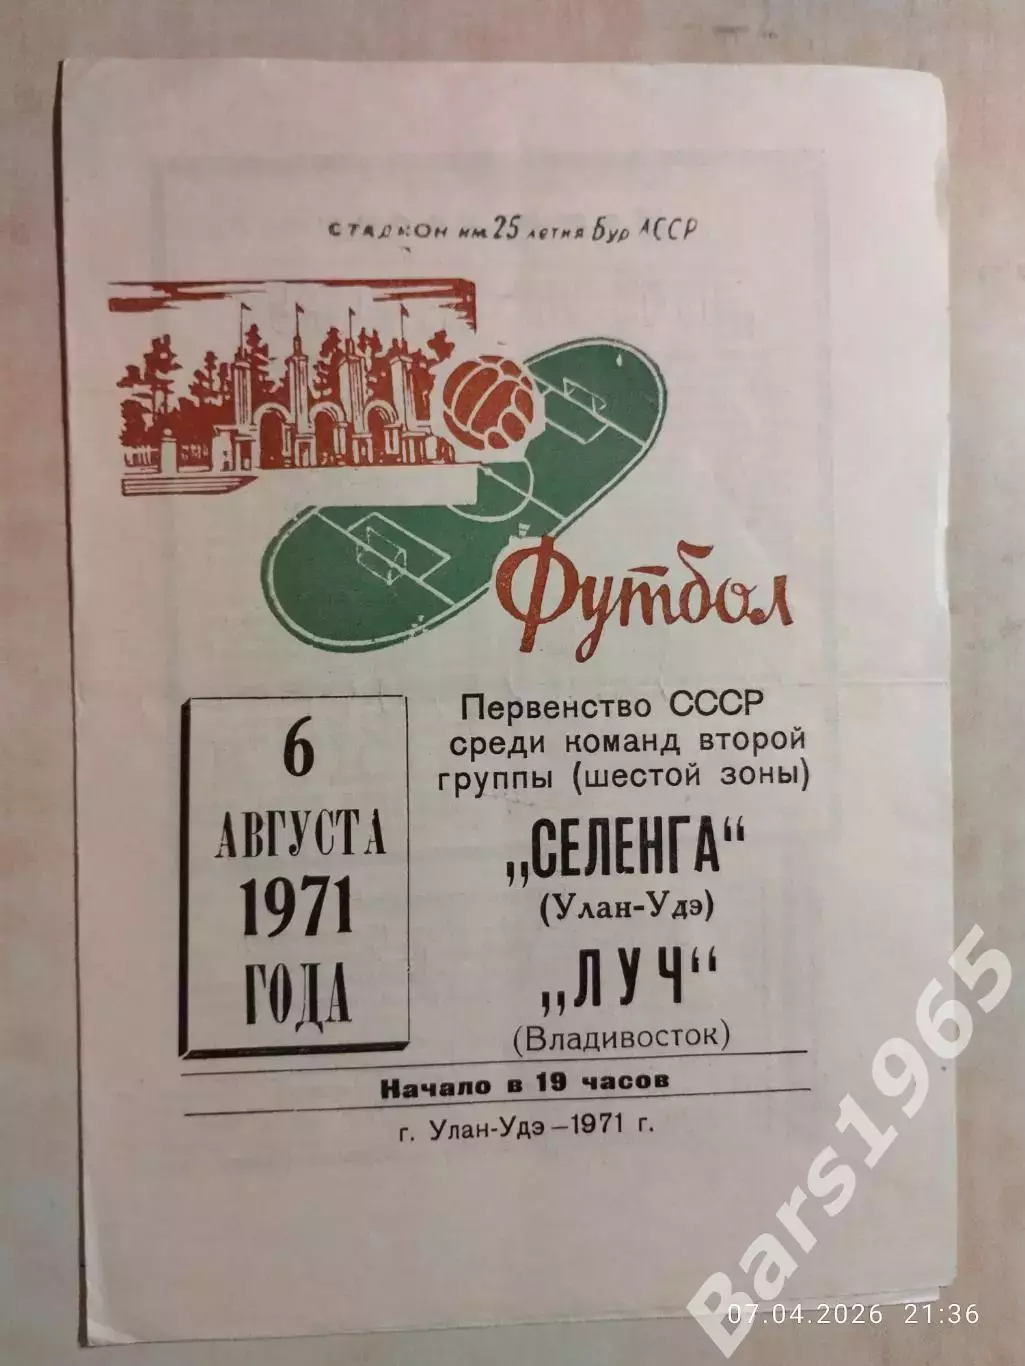 СТАДИОН им. 25 летия Бур АССР
Футбол
6
АВГУСТА
1971
ГОДА
Первенство СССР
среди команд второй
группы (шестой зоны)
„СЕЛЕНГА“
(Улан-Удэ)
„ЛУЧ“
(Владивосток)
Начало в 19 часов
г. Улан-Удэ—1971 г.
Bars1965
07.04.2026 21:36